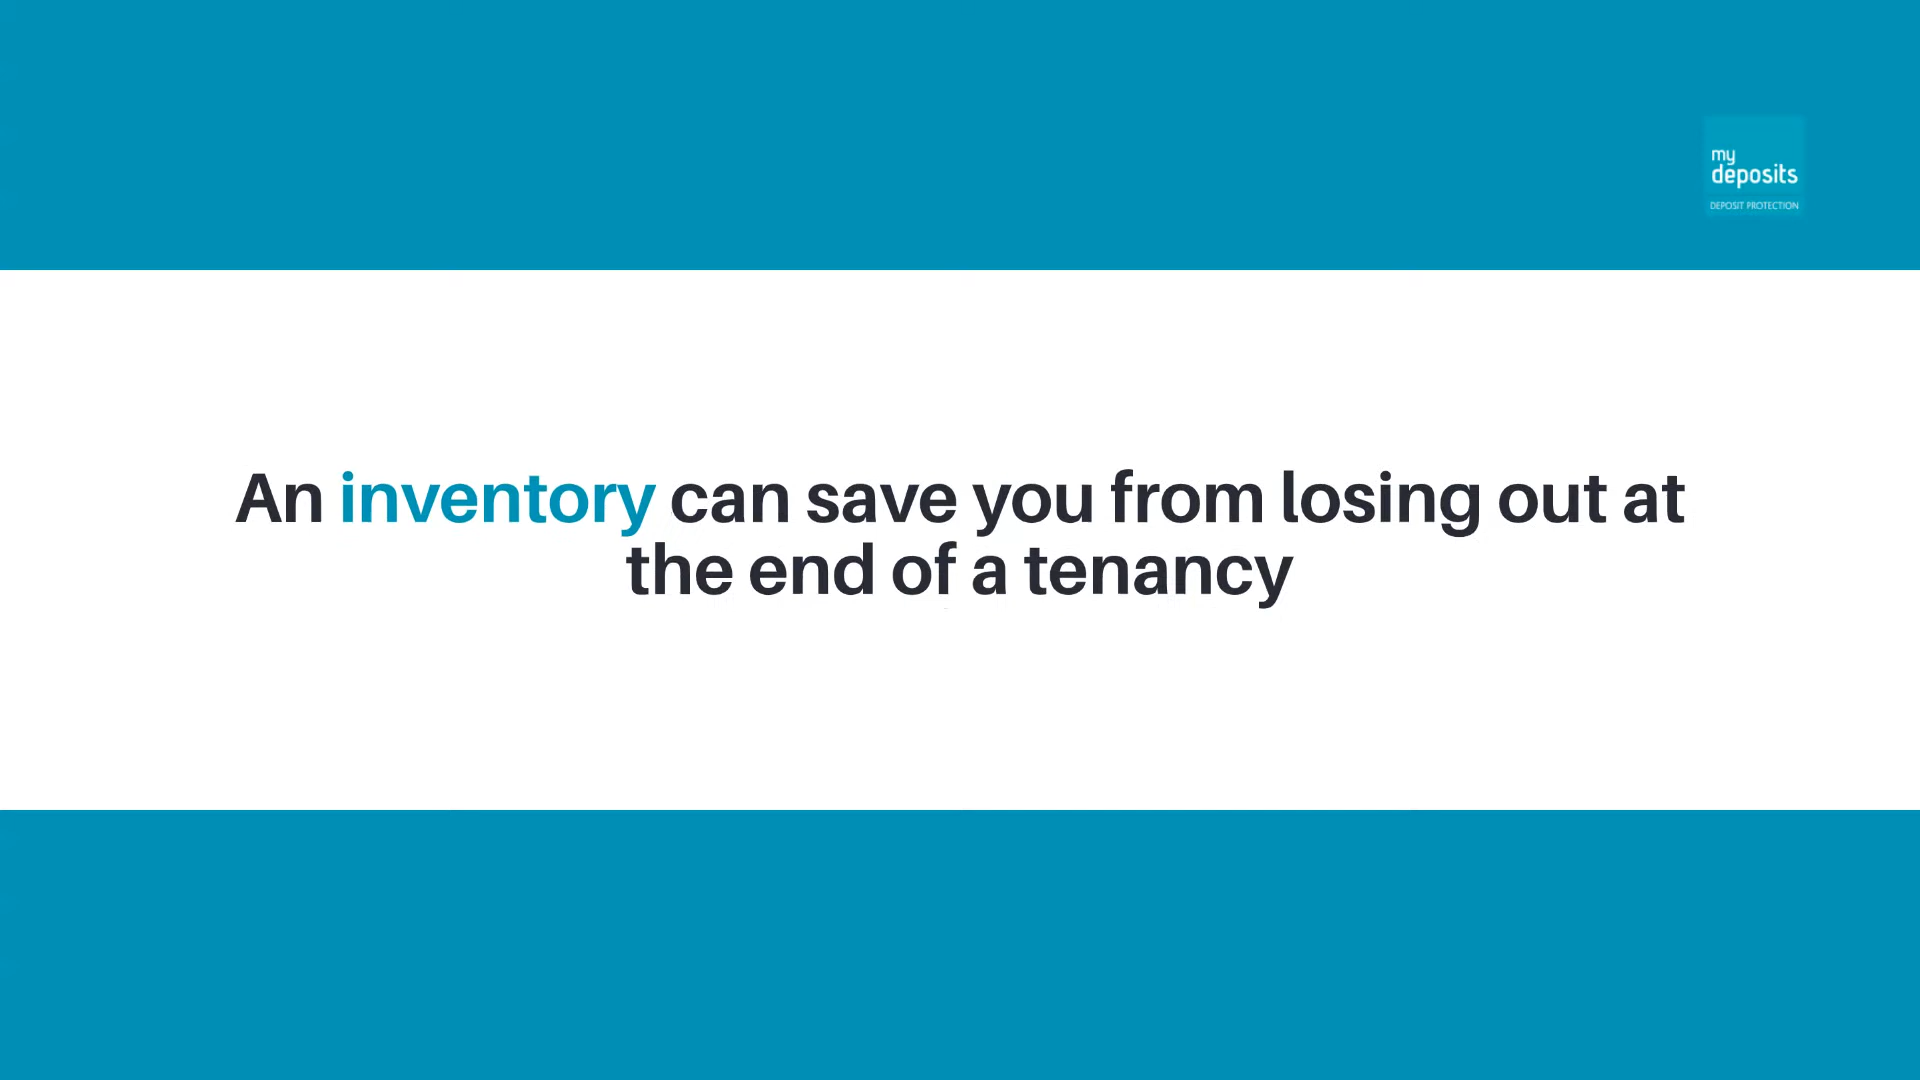 my
deposits
DEPOSIT PROTECTION
An inventory can save you from losing out at
the end of a tenancy